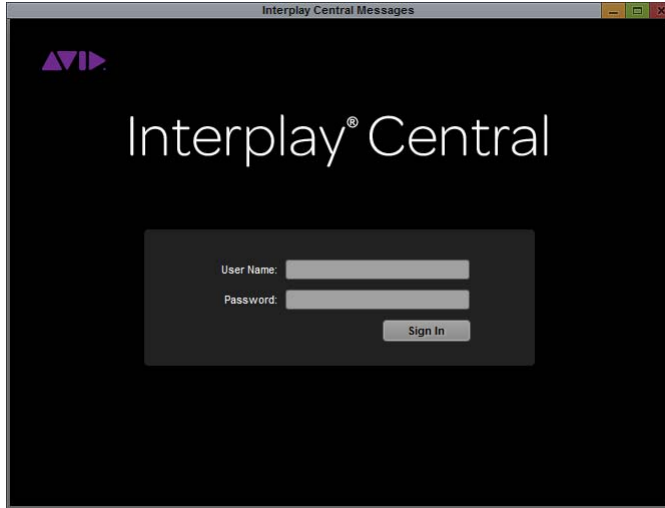 Interplay Central Messages
AVID
Interplay® Central
User Name:
Password:
Sign In